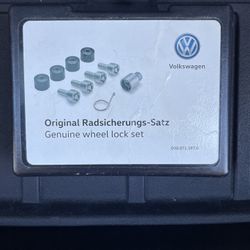 Volkswagen
Original Radsicherungs-Satz
Genuine wheel lock set